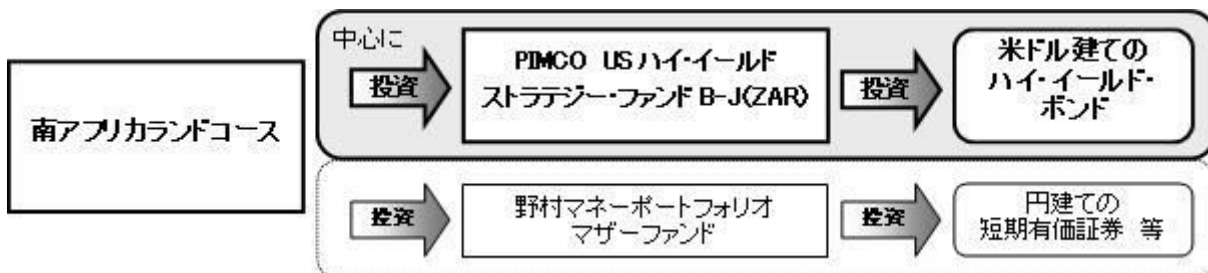 南アフリカランドコース
中心に
投資
PIMCO USハイ・イールド
ストラテジー・ファンド B-J(ZAR)
投資
米ドル建ての
ハイ・イールド・
ボンド
投資
野村マネーポートフォリオ
マザーファンド
投資
円建ての
短期有価証券 等